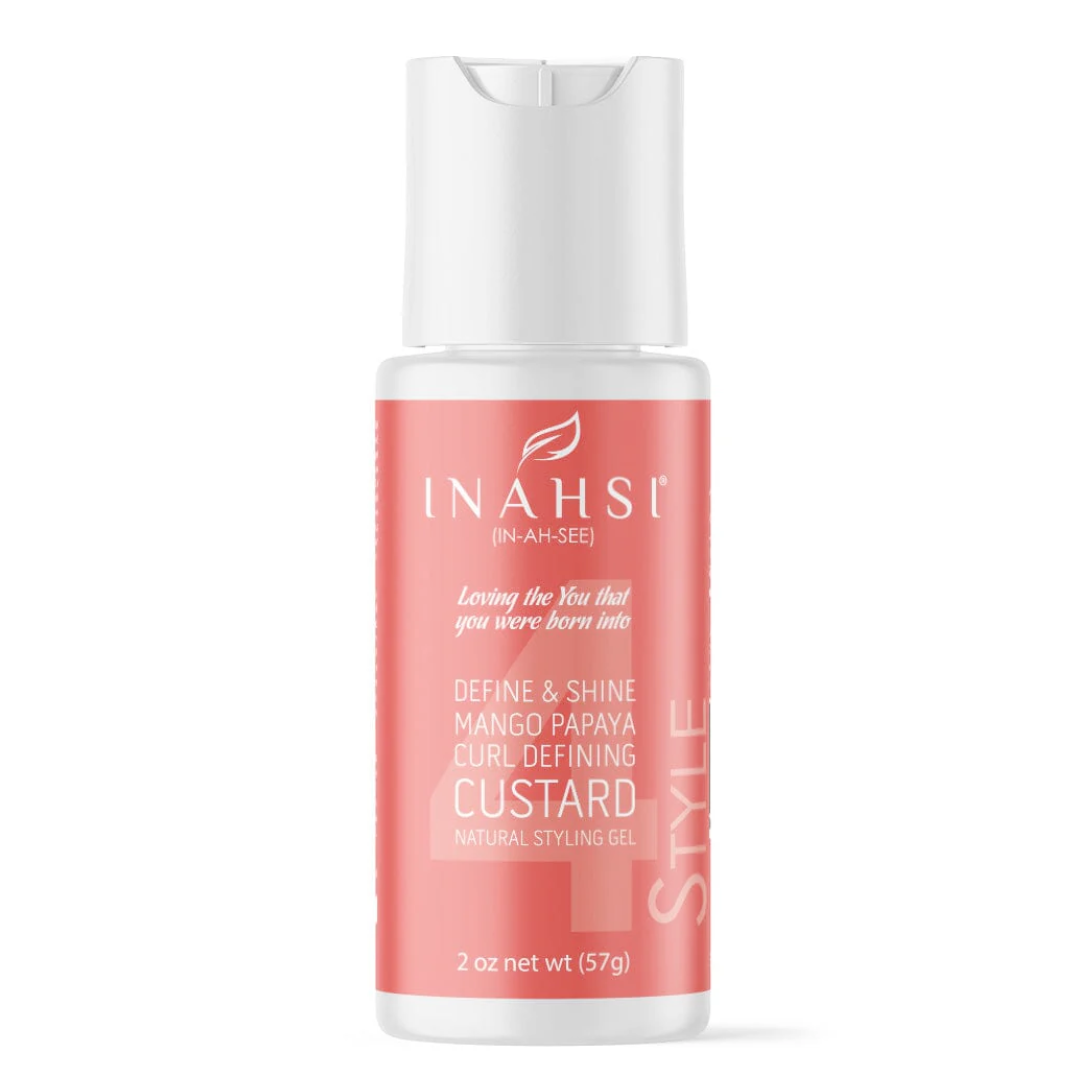 INAHSI®
(IN-AH-SEE)
Loving the You that
you were born into
4
DEFINE & SHINE
MANGO PAPAYA
CURL DEFINING
CUSTARD
NATURAL STYLING GEL
STYLE
2 oz net wt (57g)